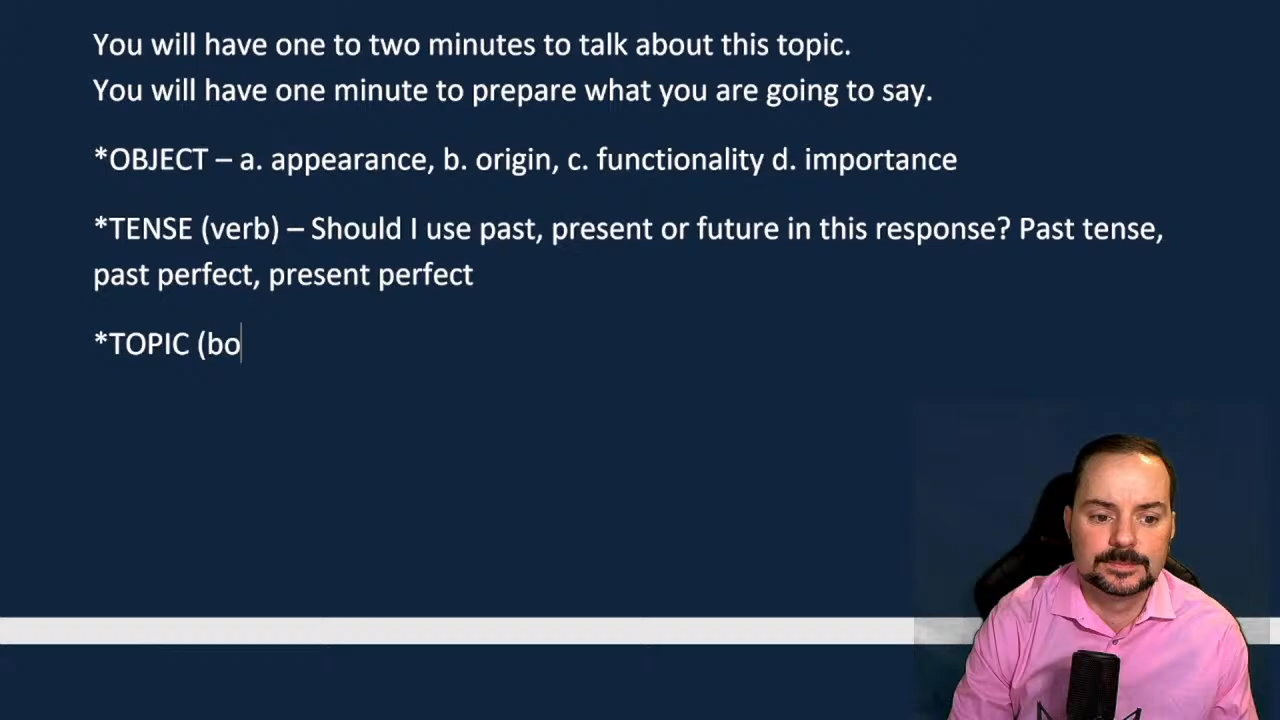 You will have one to two minutes to talk about this topic.
You will have one minute to prepare what you are going to say.
*OBJECT – a. appearance, b. origin, c. functionality d. importance
*TENSE (verb) – Should I use past, present or future in this response? Past tense,
past perfect, present perfect
*TOPIC (bo